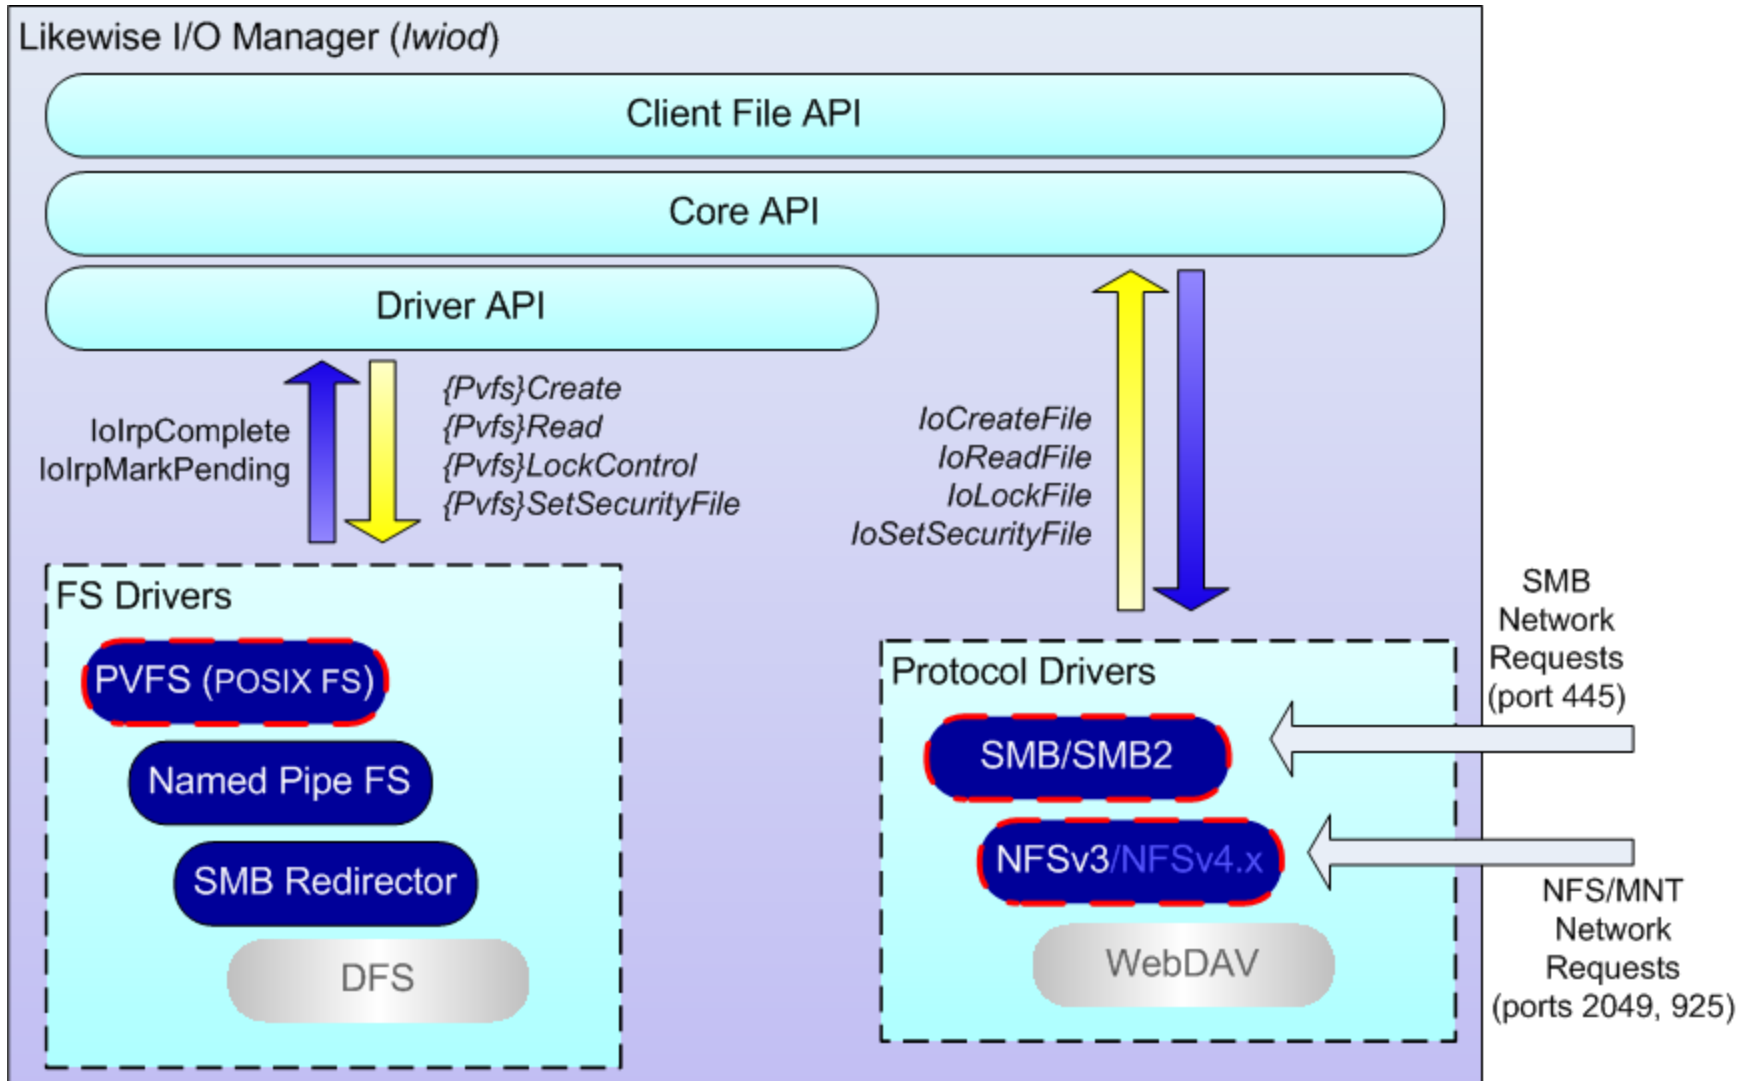 Likewise I/O Manager (lwiod)
Client File API
Core API
Driver API
IoIrpComplete
IoIrpMarkPending
{Pvfs}Create
{Pvfs}Read
{Pvfs}LockControl
{Pvfs}SetSecurityFile
IoCreateFile
IoReadFile
IoLockFile
IoSetSecurityFile
FS Drivers
PVFS (POSIX FS)
Named Pipe FS
SMB Redirector
DFS
Protocol Drivers
SMB/SMB2
NFSv3/NFSv4.x
WebDAV
SMB
Network
Requests
(port 445)
NFS/MNT
Network
Requests
(ports 2049, 925)